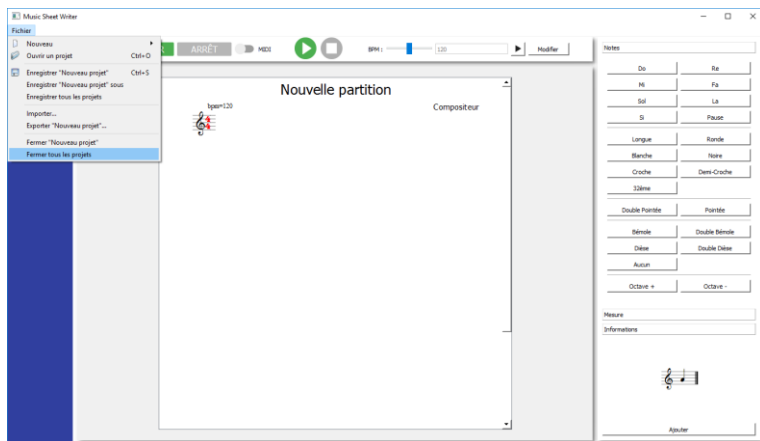 Music Sheet Writer
Fichier
Nouveau
Ouvrir un projet Ctrl+O
Enregistrer "Nouveau projet" Ctrl+S
Enregistrer "Nouveau projet" sous
Enregistrer tous les projets
Importer...
Exporter "Nouveau projet"...
Fermer "Nouveau projet"
Fermer tous les projets
ARRÊT
MIDI
BPM :
120
Modifier
Nouvelle partition
bpm=120
Compositeur
Notes
Do Re
Mi Fa
Sol La
Si Pause
Longue Ronde
Blanche Noire
Croche Demi-Croche
32ème
Double Pointée Pointée
Bémole Double Bémole
Dièse Double Dièse
Aucun
Octave + Octave -
Mesure
Informations
Ajouter